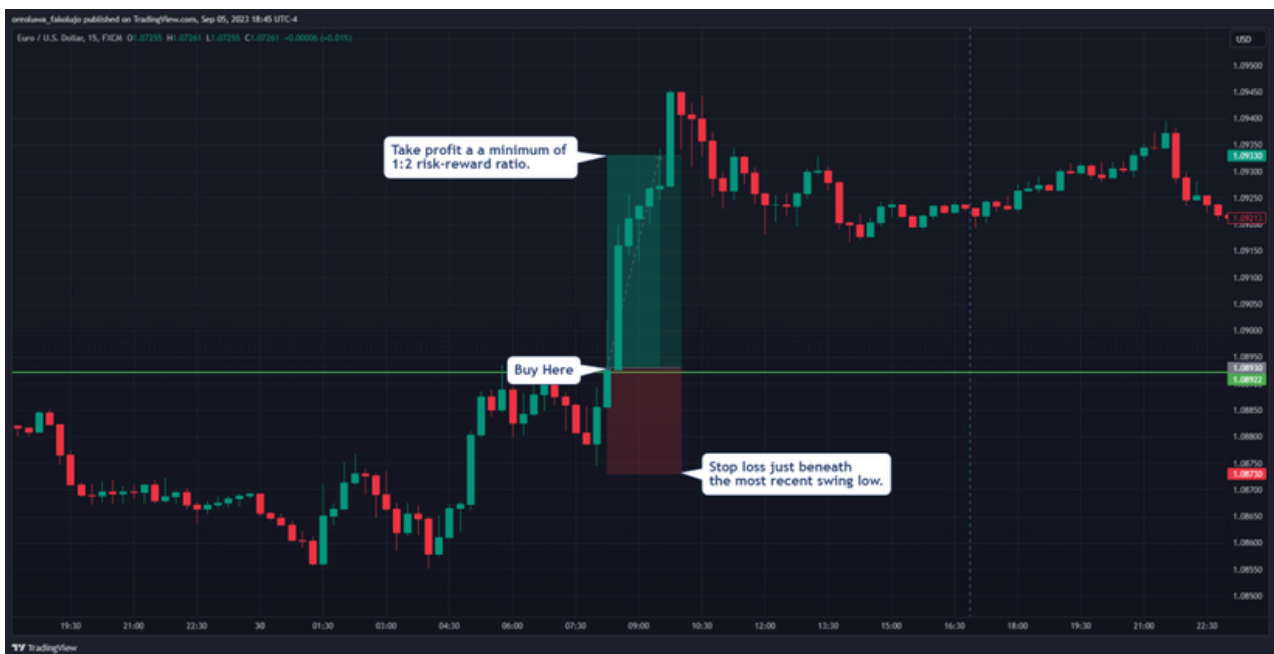 oreoluwa_fakolujo published on TradingView.com, Sep 05, 2023 18:45 UTC-4
Euro / U.S. Dollar, 15, FXCM O1.07255 H1.07261 L1.07255 C1.07261 +0.00006 (+0.01%)
USD
1.09500
1.09450
1.09400
Take profit a a minimum of
1:2 risk-reward ratio.
1.09350
1.09330
1.09300
1.09250
1.09213
1.09200
1.09150
1.09100
1.09050
1.09000
1.08950
Buy Here
1.08930
1.08922
1.08850
1.08800
1.08750
Stop loss just beneath
the most recent swing low.
1.08730
1.08700
1.08650
1.08600
1.08550
1.08500
19:30 21:00 22:30 30 01:30 03:00 04:30 06:00 07:30 09:00 10:30 12:00 13:30 15:00 16:30 18:00 19:30 21:00 22:30
TradingView